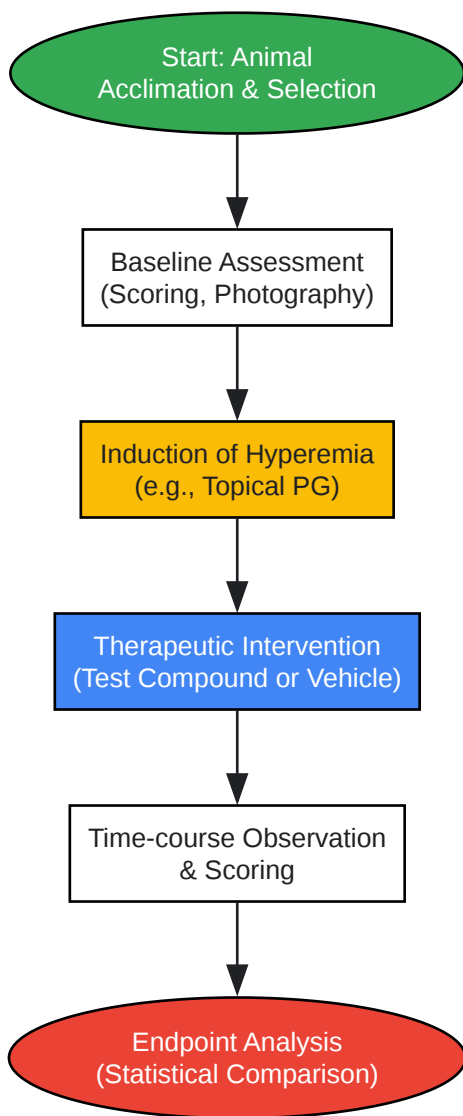 Start: Animal
Acclimation & Selection
Baseline Assessment
(Scoring, Photography)
Induction of Hyperemia
(e.g., Topical PG)
Therapeutic Intervention
(Test Compound or Vehicle)
Time-course Observation
& Scoring
Endpoint Analysis
(Statistical Comparison)